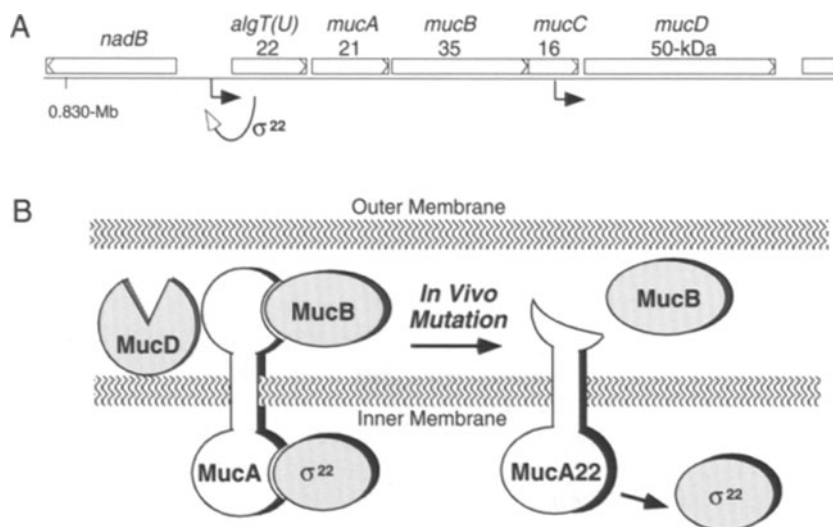 A
nadB algT(U) mucA mucB mucC mucD
22 21 35 16 50-kDa
0.830-Mb
σ22
B
Outer Membrane
MucD MucB In Vivo Mutation MucB
Inner Membrane
MucA σ22 MucA22 σ22